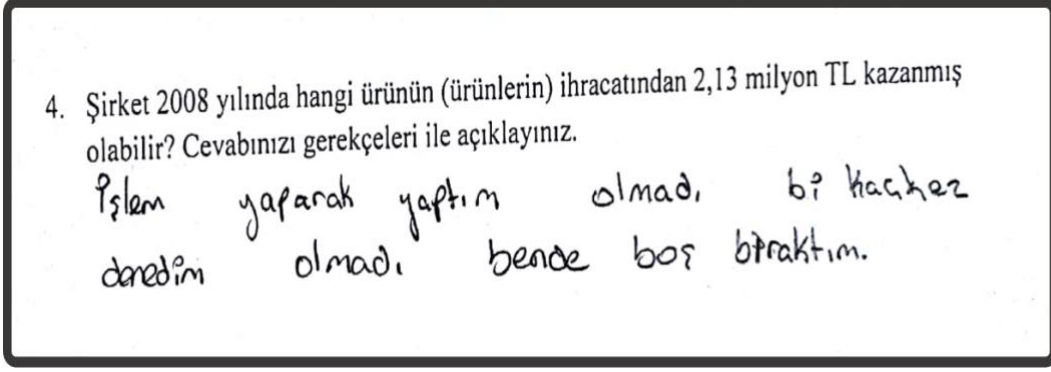 4. Şirket 2008 yılında hangi ürünün (ürünlerin) ihracatından 2,13 milyon TL kazanmış
olabilir? Cevabınızı gerekçeleri ile açıklayınız.
İşlem yaparak yaptım olmadı bi kaçkez
denedim olmadı bende boş bıraktım.